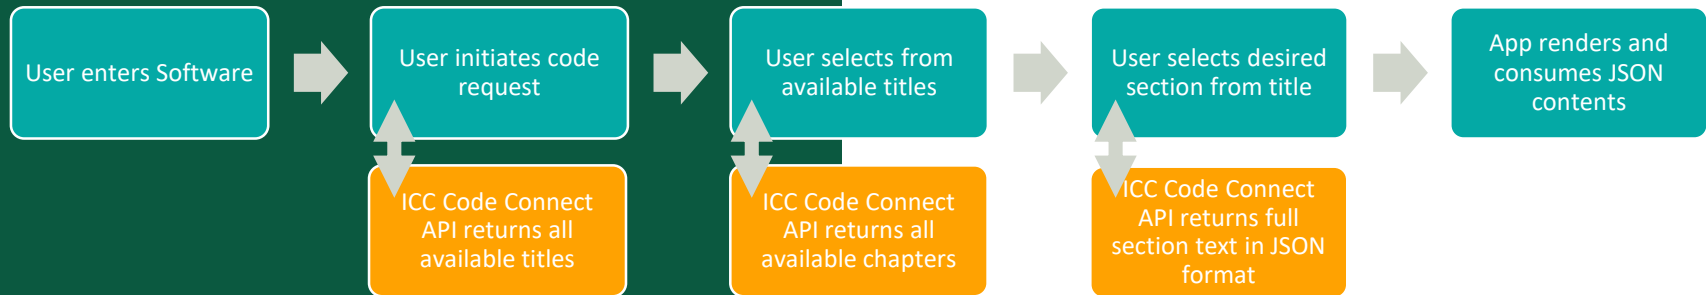 User enters Software
User initiates code
request
User selects from
available titles
User selects desired
section from title
App renders and
consumes JSON
contents
ICC Code Connect
API returns all
available titles
ICC Code Connect
API returns all
available chapters
ICC Code Connect
API returns full
section text in JSON
format